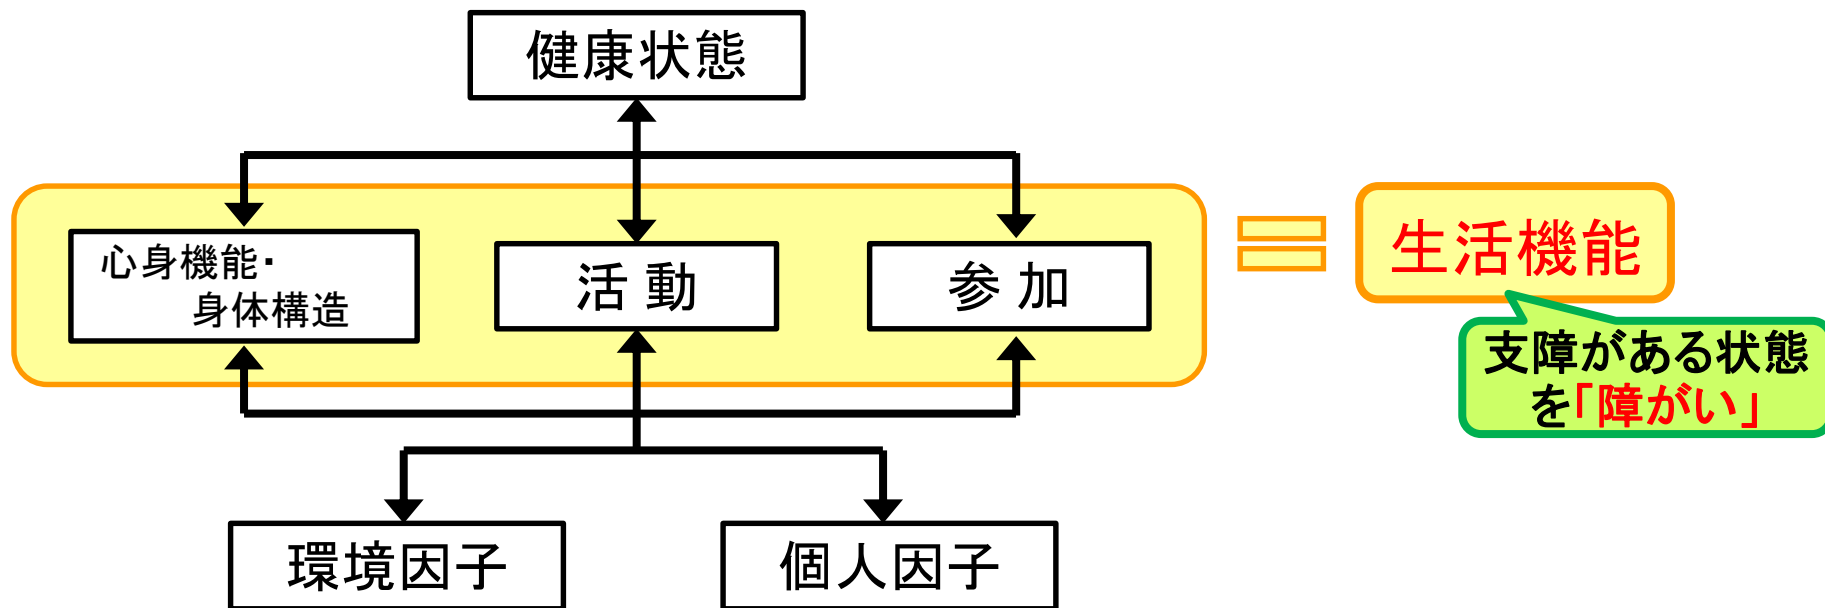 健康状態
心身機能・
身体構造
活 動
参 加
生活機能
支障がある状態
を「障がい」
環境因子
個人因子